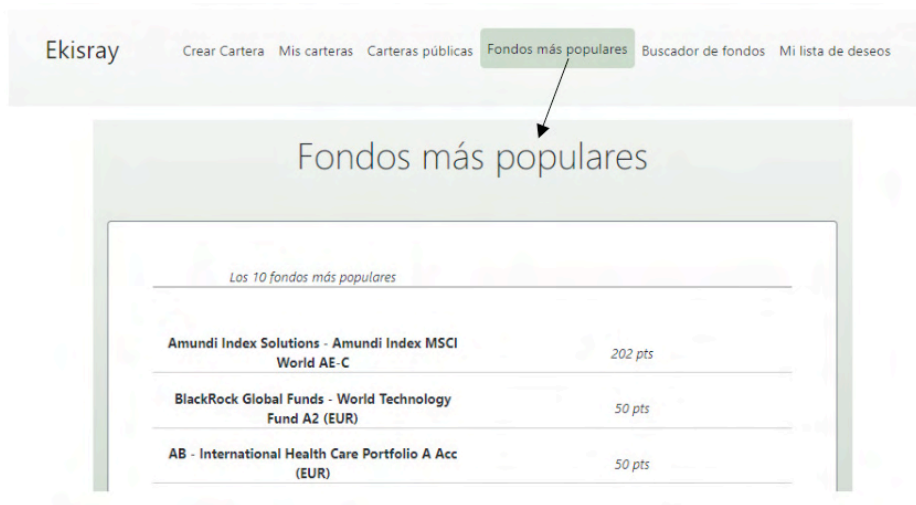 Ekisray
Crear Cartera Mis carteras Carteras públicas Fondos más populares Buscador de fondos Mi lista de deseos
Fondos más populares
Los 10 fondos más populares
Amundi Index Solutions - Amundi Index MSCI
World AE-C
202 pts
BlackRock Global Funds - World Technology
Fund A2 (EUR)
50 pts
AB - International Health Care Portfolio A Acc
(EUR)
50 pts